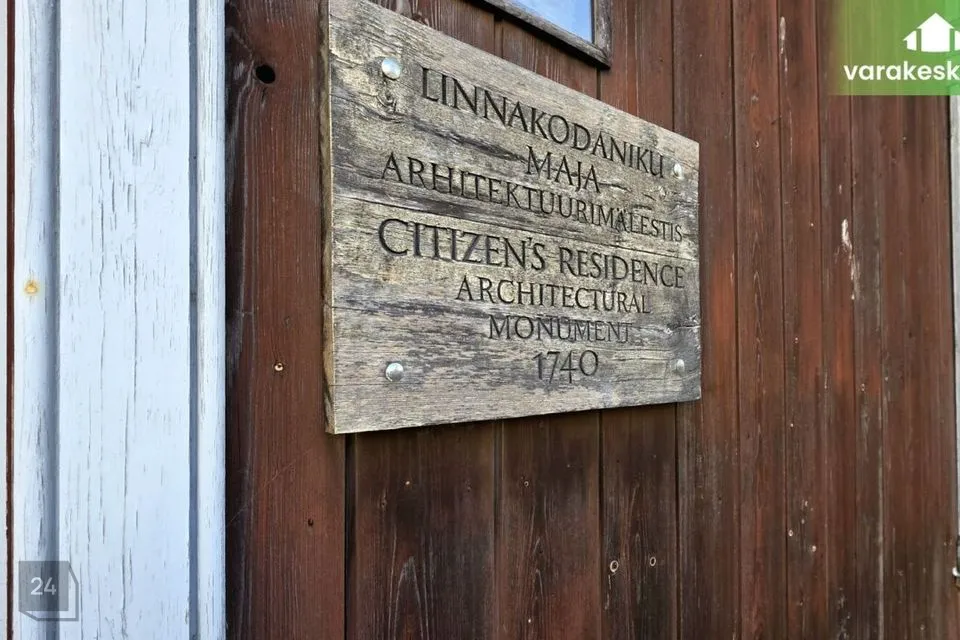 LINNAKODANIKU
MAJA
ARHITEKTUURIMÄLESTIS
CITIZEN'S RESIDENCE
ARCHITECTURAL
MONUMENT
1740
varakesk
24